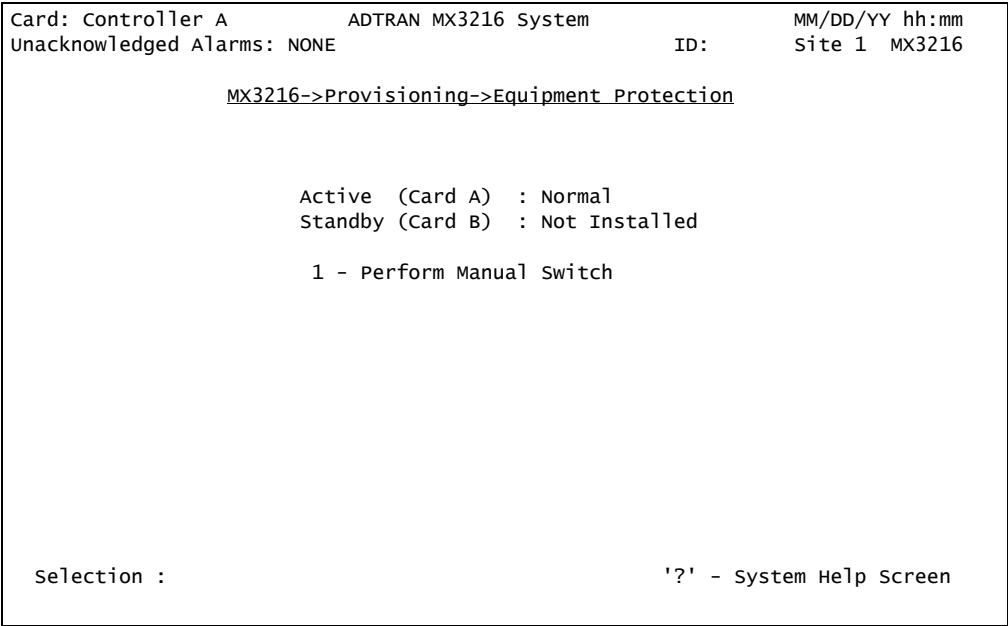 Card: Controller A ADTRAN MX3216 System MM/DD/YY hh:mm
Unacknowledged Alarms: NONE ID: Site 1 MX3216
MX3216->Provisioning->Equipment Protection
Active (Card A) : Normal
Standby (Card B) : Not Installed
1 - Perform Manual Switch
Selection : '?' - System Help Screen